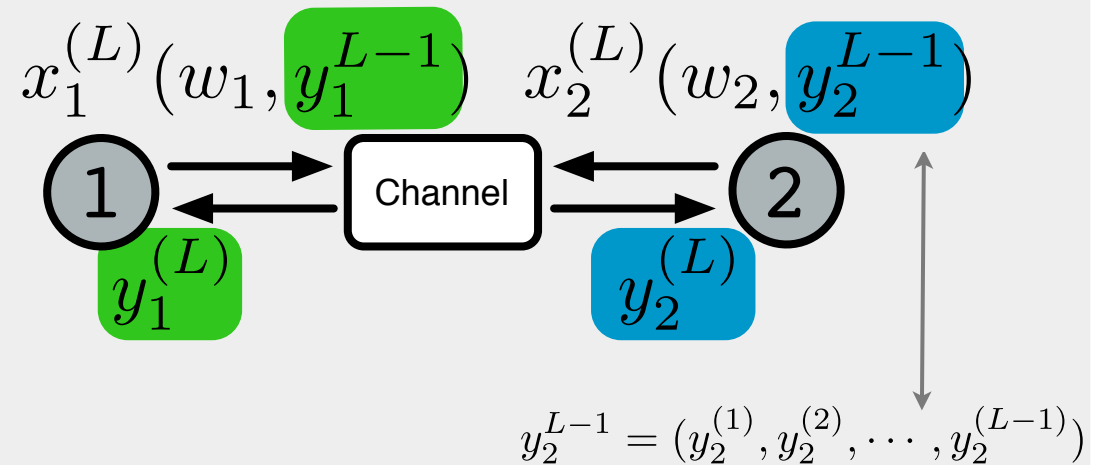 x_1^{(L)}(w_1, y_1^{L-1}) x_2^{(L)}(w_2, y_2^{L-1})
1 Channel 2
y_1^{(L)} y_2^{(L)}
y_2^{L-1} = (y_2^{(1)}, y_2^{(2)}, ⋯ , y_2^{(L-1)})